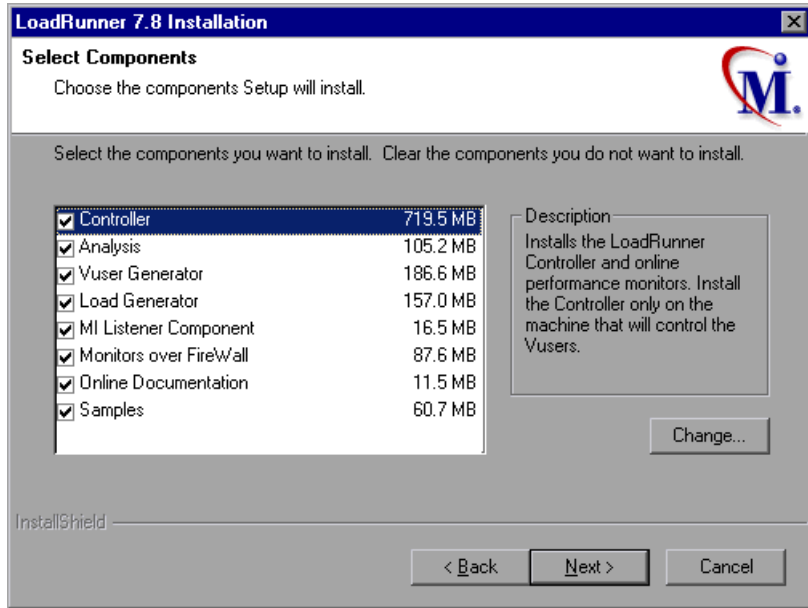 LoadRunner 7.8 Installation
Select Components
Choose the components Setup will install.
M.
Select the components you want to install. Clear the components you do not want to install.
Controller 719.5 MB
Analysis 105.2 MB
Vuser Generator 186.6 MB
Load Generator 157.0 MB
MI Listener Component 16.5 MB
Monitors over FireWall 87.6 MB
Online Documentation 11.5 MB
Samples 60.7 MB
Description
Installs the LoadRunner
Controller and online
performance monitors. Install
the Controller only on the
machine that will control the
Vusers.
Change...
InstallShield
< Back Next > Cancel